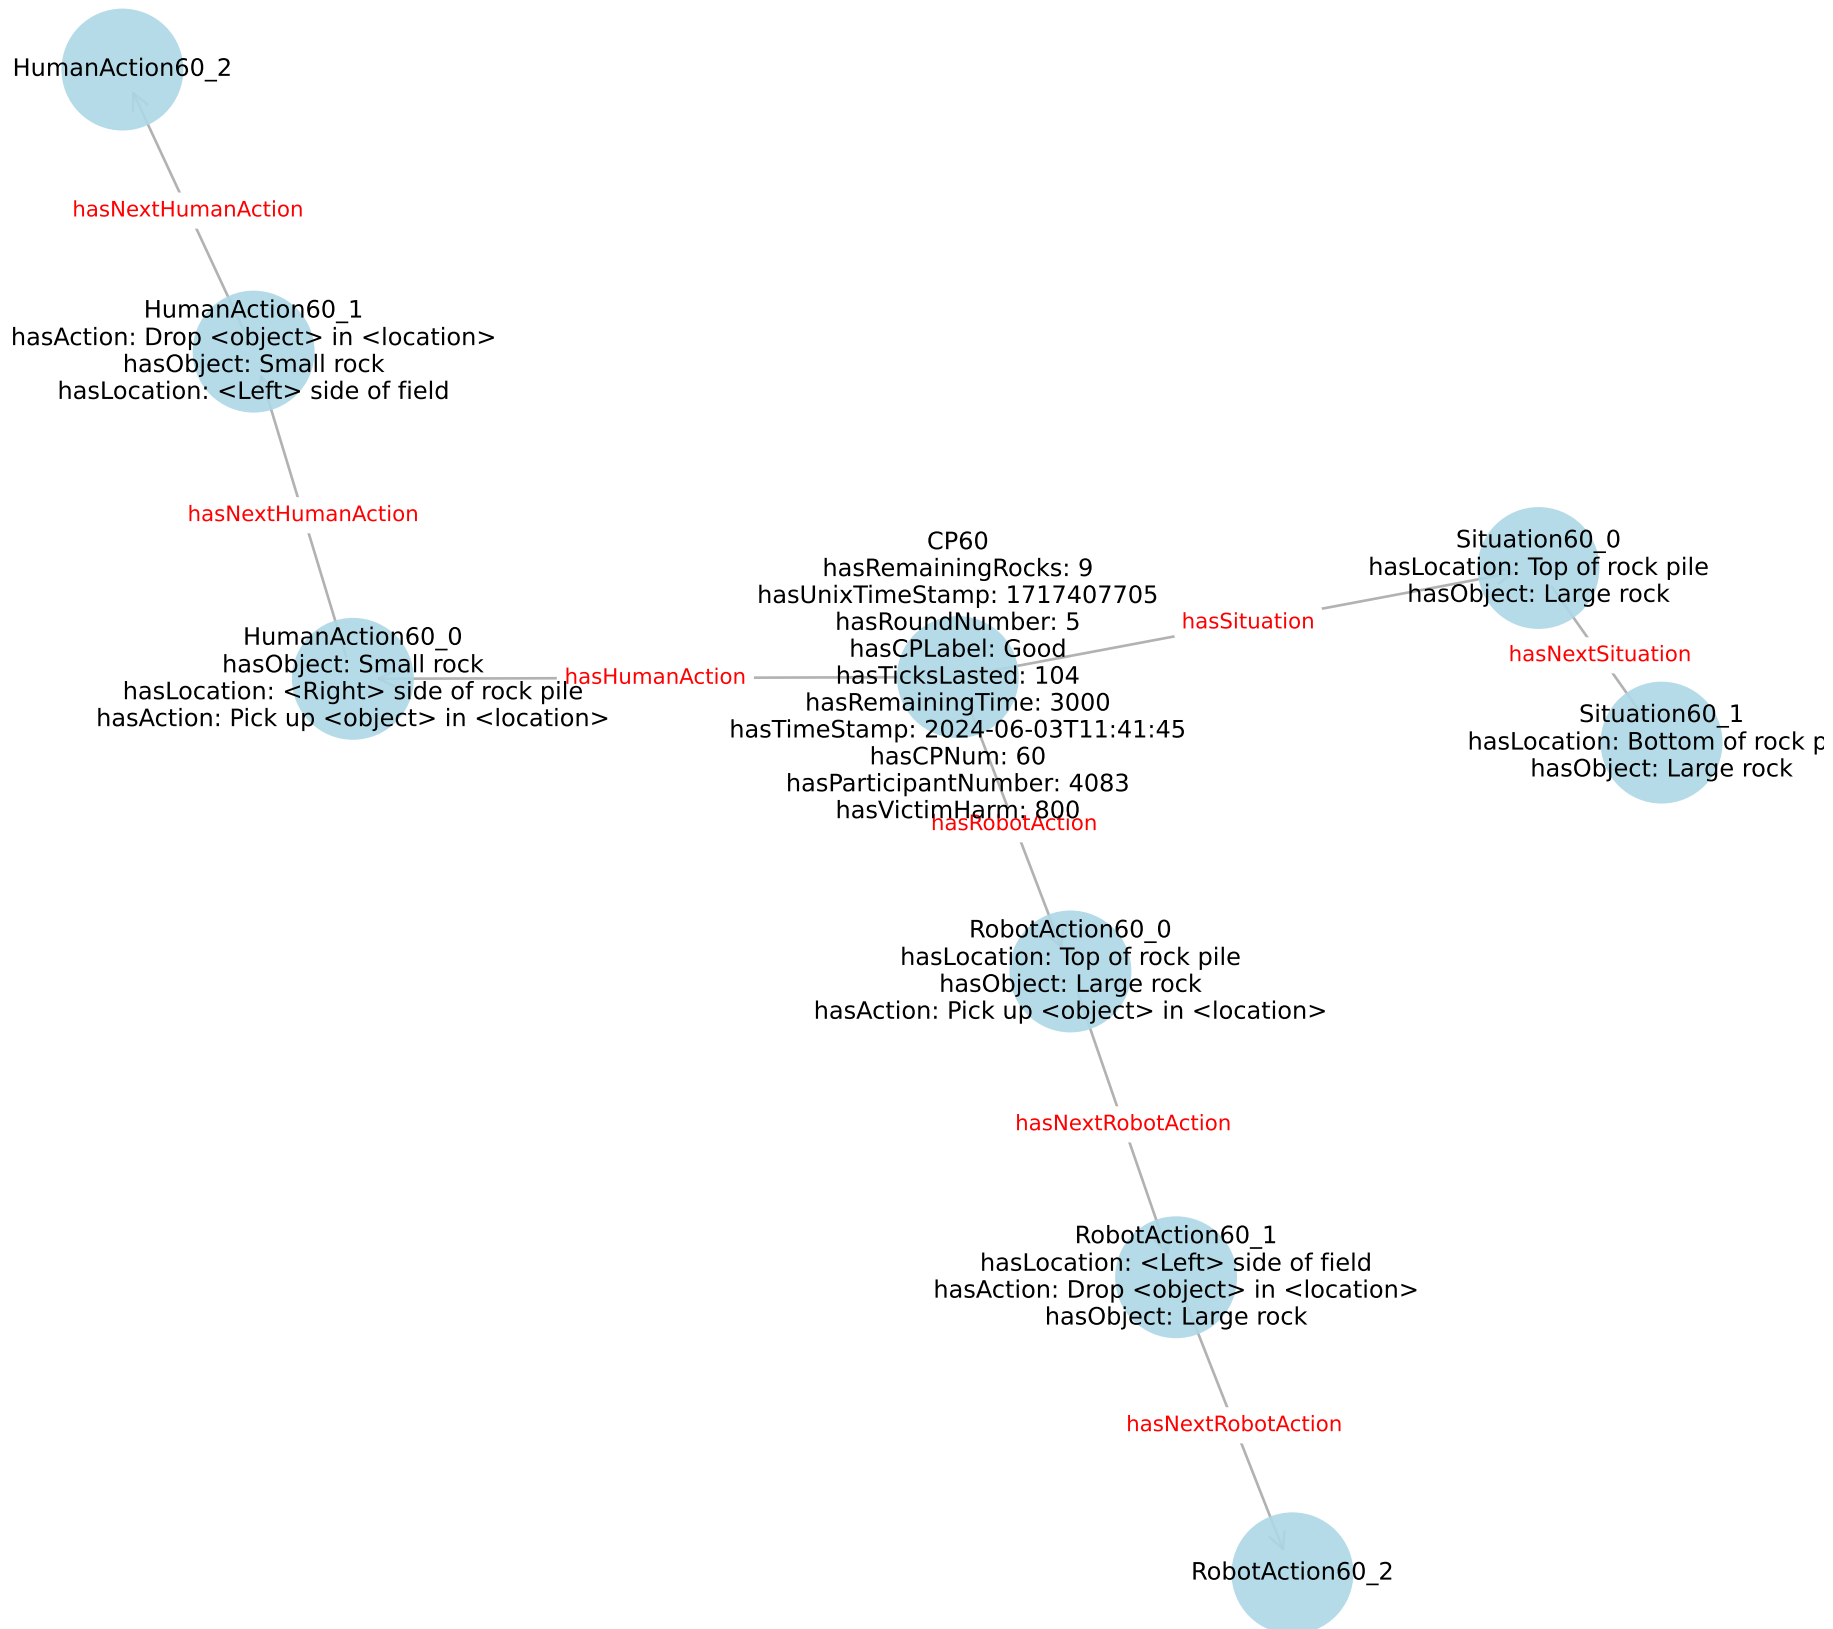 HumanAction60_2
hasNextHumanAction
HumanAction60_1
hasAction: Drop <object> in <location>
hasObject: Small rock
hasLocation: <Left> side of field
hasNextHumanAction
HumanAction60_0
hasObject: Small rock
hasLocation: <Right> side of rock pile
hasAction: Pick up <object> in <location>
hasHumanAction
CP60
hasRemainingRocks: 9
hasUnixTimeStamp: 1717407705
hasRoundNumber: 5
hasCPLabel: Good
hasTicksLasted: 104
hasRemainingTime: 3000
hasTimeStamp: 2024-06-03T11:41:45
hasCPNum: 60
hasParticipantNumber: 4083
hasVictimHarm: 800
hasSituation
Situation60_0
hasLocation: Top of rock pile
hasObject: Large rock
hasNextSituation
Situation60_1
hasLocation: Bottom of rock p
hasObject: Large rock
hasRobotAction
RobotAction60_0
hasLocation: Top of rock pile
hasObject: Large rock
hasAction: Pick up <object> in <location>
hasNextRobotAction
RobotAction60_1
hasLocation: <Left> side of field
hasAction: Drop <object> in <location>
hasObject: Large rock
hasNextRobotAction
RobotAction60_2